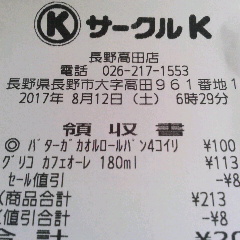 K サークルK
長野高田店
電話 026-217-1553
長野県長野市大字高田961番地1
2017年 8月12日(土) 6時29分
領収書
◎ バターガカオルロールパン4コイリ ¥100
グリコ カフェオーレ 180ml ¥113
セール値引 -¥8
商品合計 ¥213
値引合計 -¥8